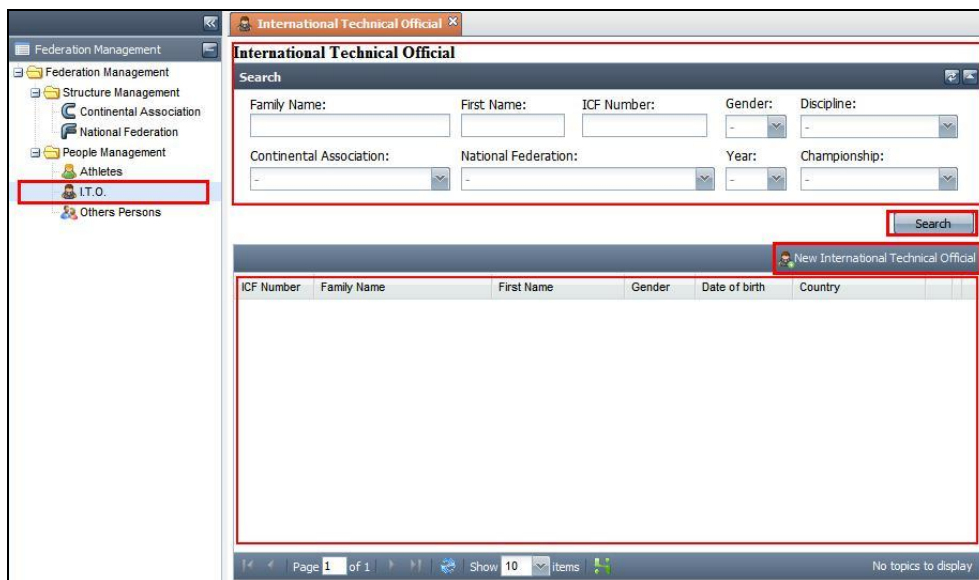 International Technical Official
Federation Management
Federation Management
Structure Management
Continental Association
National Federation
People Management
Athletes
I.T.O.
Others Persons
International Technical Official
Search
Family Name: First Name: ICF Number: Gender: Discipline:
- -
Continental Association: National Federation: Year: Championship:
- - - -
Search
New International Technical Official
ICF Number Family Name First Name Gender Date of birth Country
Page 1 of 1 Show 10 items No topics to display